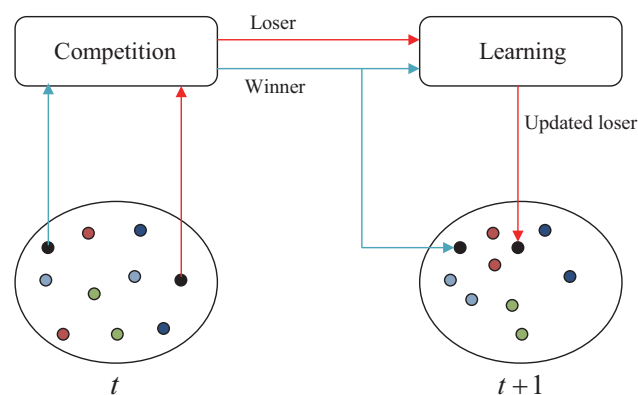 Loser
Competition
Learning
Winner
Updated loser
t
t + 1